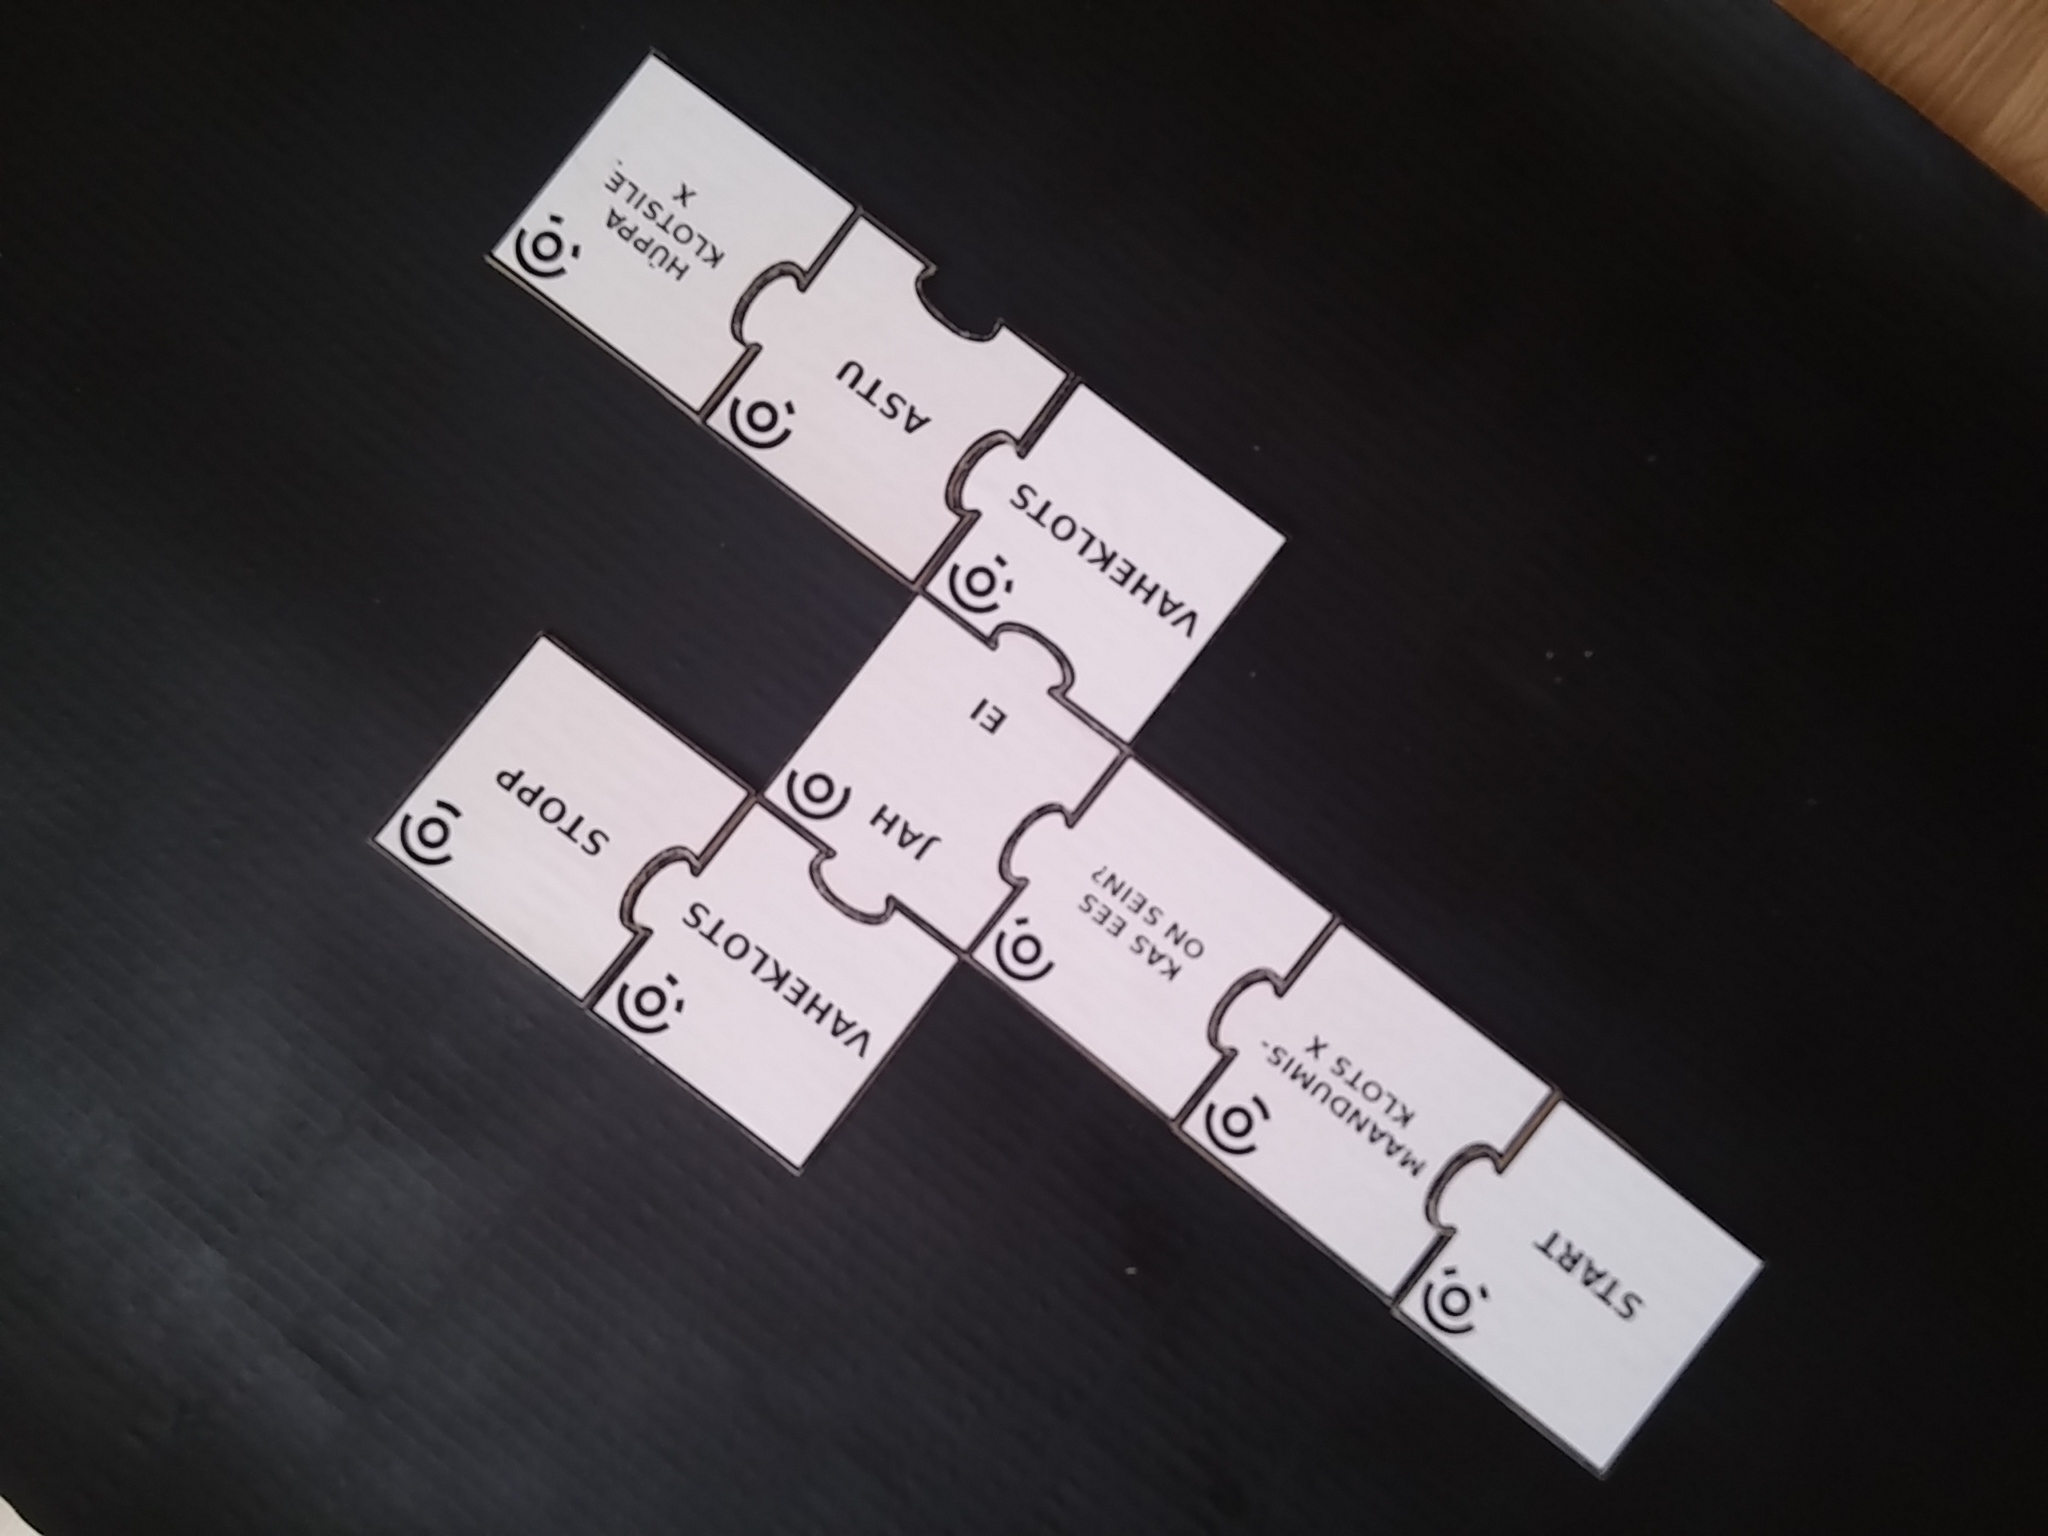 START
MAANDUMIS-
KLOTS X
KAS EES
ON SEIN?
JAH
EI
VAHEKLOTS
STOPP
VAHEKLOTS
ASTU
HÜPPA
KLOTSILE
X